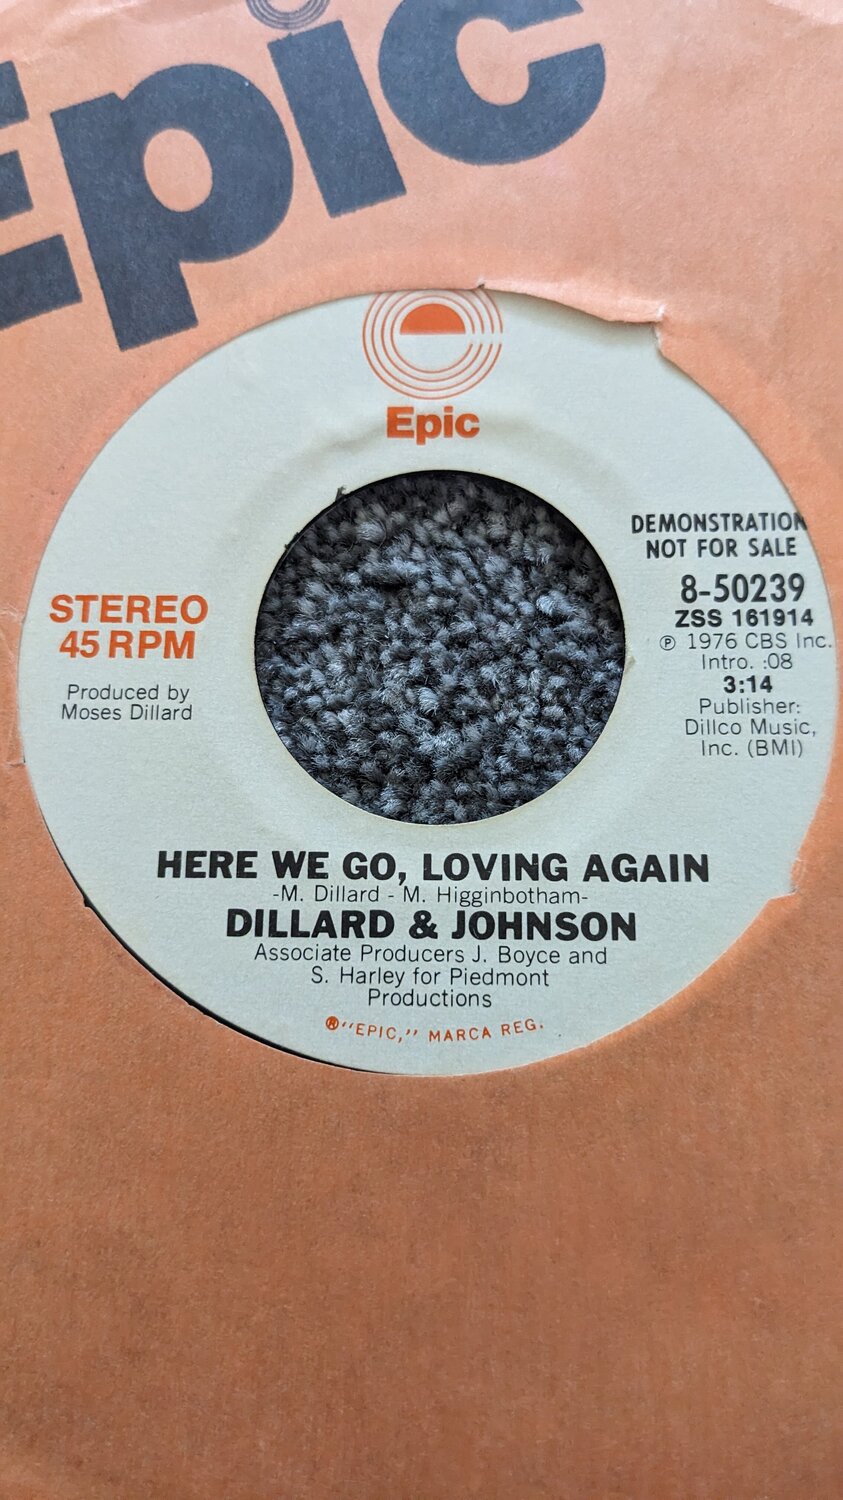 Epic
Epic
DEMONSTRATION
NOT FOR SALE
8-50239
ZSS 161914
Ⓟ 1976 CBS Inc.
Intro. :08
3:14
Publisher:
Dillco Music,
Inc. (BMI)
STEREO
45 RPM
Produced by
Moses Dillard
HERE WE GO, LOVING AGAIN
-M. Dillard - M. Higginbotham-
DILLARD & JOHNSON
Associate Producers J. Boyce and
S. Harley for Piedmont
Productions
®"EPIC," MARCA REG.